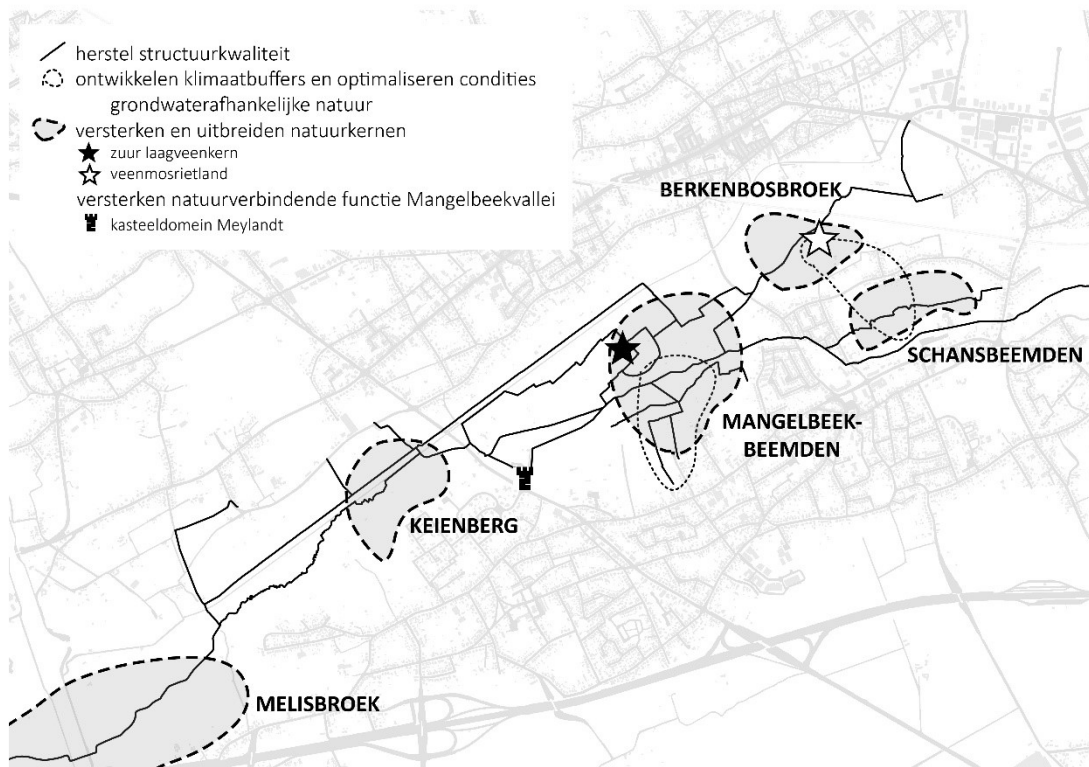 herstel structuurkwaliteit
ontwikkelen klimaatbuffers en optimaliseren condities
grondwaterafhankelijke natuur
versterken en uitbreiden natuurkernen
zuur laagveenkern
veenmosrietland
versterken natuurverbindende functie Mangelbeekvallei
kasteeldomein Meylandt
BERKENBOSBROEK
SCHANSBEEMDEN
MANGELBEEK-
BEEMDEN
KEIENBERG
MELISBROEK